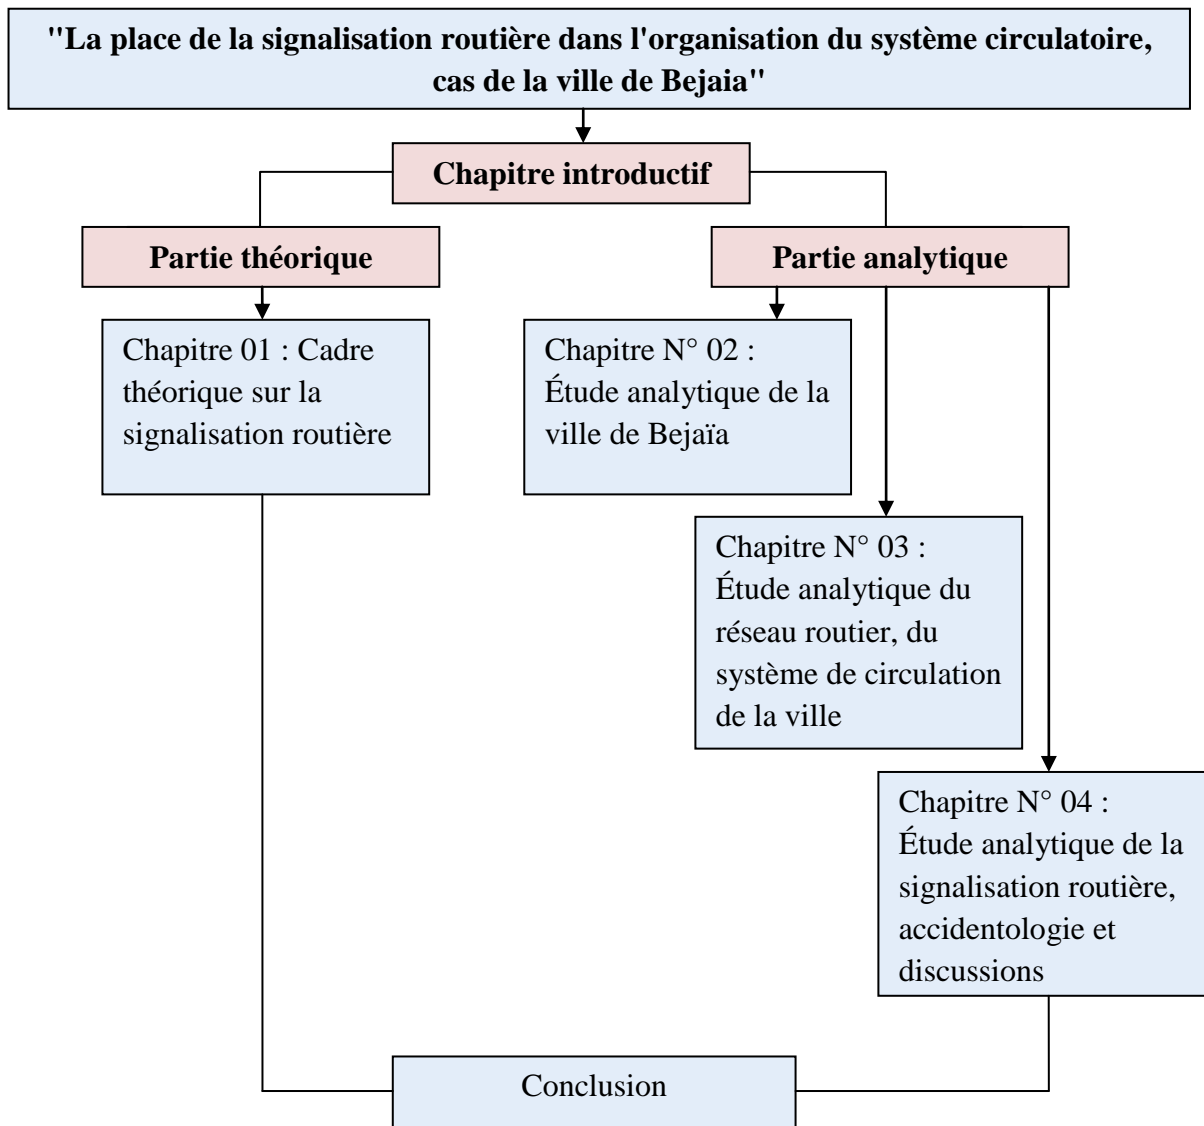 "La place de la signalisation routière dans l'organisation du système circulatoire,
cas de la ville de Bejaia"
Chapitre introductif
Partie théorique
Partie analytique
Chapitre 01 : Cadre
théorique sur la
signalisation routière
Chapitre N° 02 :
Étude analytique de la
ville de Bejaïa
Chapitre N° 03 :
Étude analytique du
réseau routier, du
système de circulation
de la ville
Chapitre N° 04 :
Étude analytique de la
signalisation routière,
accidentologie et
discussions
Conclusion